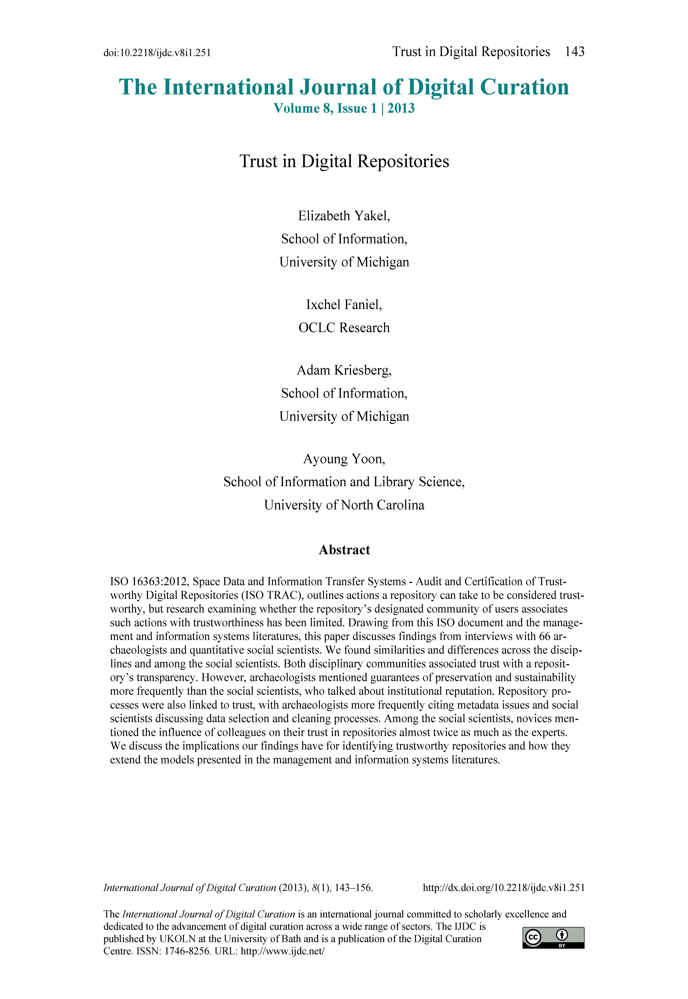 doi:10.2218/ijdc.v8i1.251 Trust in Digital Repositories 143
The International Journal of Digital Curation
Volume 8, Issue 1 | 2013
Trust in Digital Repositories
Elizabeth Yakel,
School of Information,
University of Michigan
Ixchel Faniel,
OCLC Research
Adam Kriesberg,
School of Information,
University of Michigan
Ayoung Yoon,
School of Information and Library Science,
University of North Carolina
Abstract
ISO 16363:2012, Space Data and Information Transfer Systems - Audit and Certification of Trust-
worthy Digital Repositories (ISO TRAC), outlines actions a repository can take to be considered trust-
worthy, but research examining whether the repository’s designated community of users associates
such actions with trustworthiness has been limited. Drawing from this ISO document and the manage-
ment and information systems literatures, this paper discusses findings from interviews with 66 ar-
chaeologists and quantitative social scientists. We found similarities and differences across the discip-
lines and among the social scientists. Both disciplinary communities associated trust with a reposit-
ory’s transparency. However, archaeologists mentioned guarantees of preservation and sustainability
more frequently than the social scientists, who talked about institutional reputation. Repository pro-
cesses were also linked to trust, with archaeologists more frequently citing metadata issues and social
scientists discussing data selection and cleaning processes. Among the social scientists, novices men-
tioned the influence of colleagues on their trust in repositories almost twice as much as the experts.
We discuss the implications our findings have for identifying trustworthy repositories and how they
extend the models presented in the management and information systems literatures.
International Journal of Digital Curation (2013), 8(1), 143–156. http://dx.doi.org/10.2218/ijdc.v8i1.251
The International Journal of Digital Curation is an international journal committed to scholarly excellence and
dedicated to the advancement of digital curation across a wide range of sectors. The IJDC is
published by UKOLN at the University of Bath and is a publication of the Digital Curation
Centre. ISSN: 1746-8256. URL: http://www.ijdc.net/
cc
BY